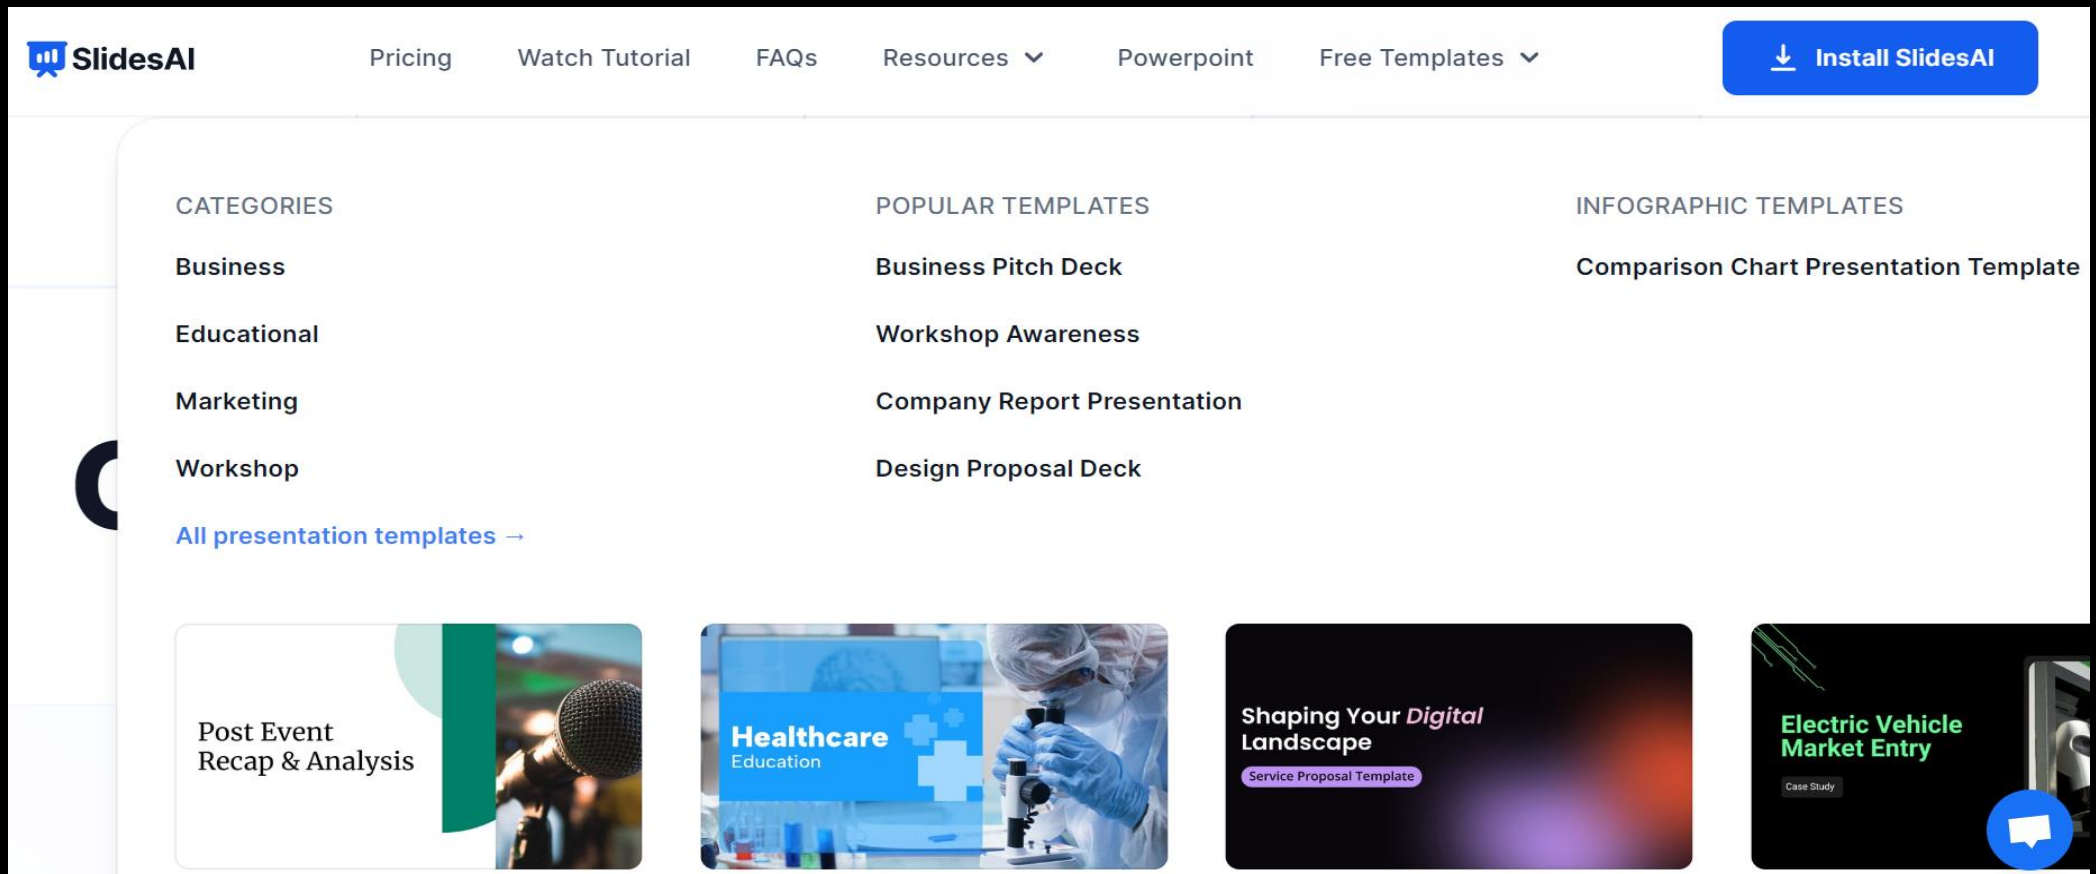 SlidesAI
Pricing
Watch Tutorial
FAQs
Resources
Powerpoint
Free Templates
Install SlidesAI
CATEGORIES
Business
Educational
Marketing
Workshop
All presentation templates →
POPULAR TEMPLATES
Business Pitch Deck
Workshop Awareness
Company Report Presentation
Design Proposal Deck
INFOGRAPHIC TEMPLATES
Comparison Chart Presentation Template
Post Event
Recap & Analysis
Healthcare
Education
Shaping Your Digital
Landscape
Service Proposal Template
Electric Vehicle
Market Entry
Case Study